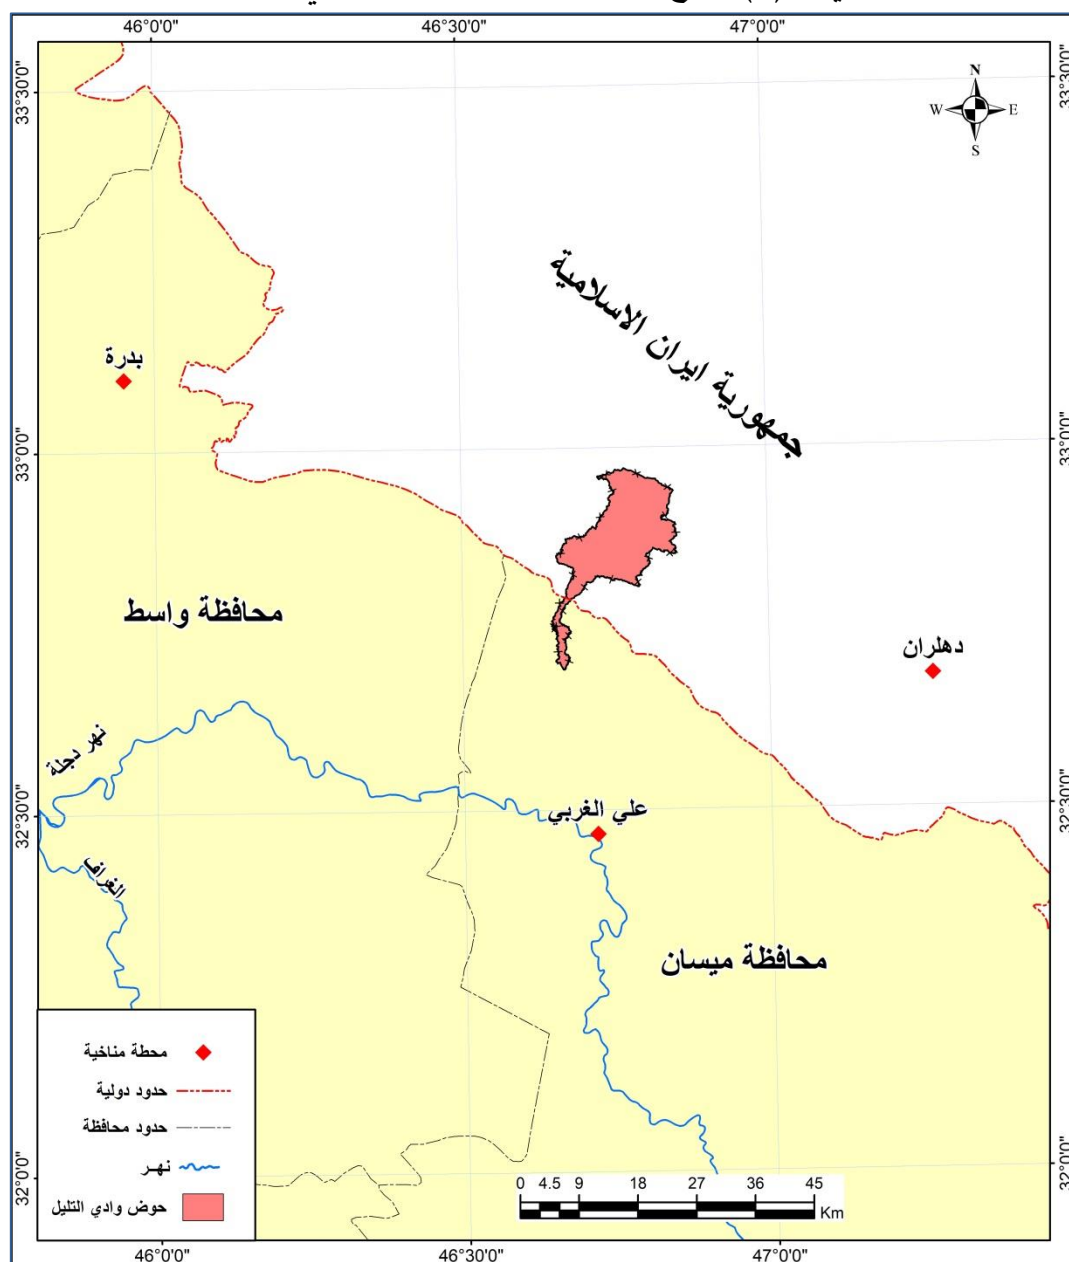 46°0'0" 46°30'0" 47°0'0"
33°30'0" 33°30'0"
N
W E
S
جمهورية ايران الاسلامية
بدرة
33°0'0" 33°0'0"
محافظة واسط
دهلران
نهر دجلة
علي الغربي
32°30'0" 32°30'0"
الغراف
محافظة ميسان
محطة مناخية
حدود دولية
حدود محافظة
نهر
حوض وادي التليل
32°0'0" 32°0'0"
0 4.5 9 18 27 36 45
Km
46°0'0" 46°30'0" 47°0'0"